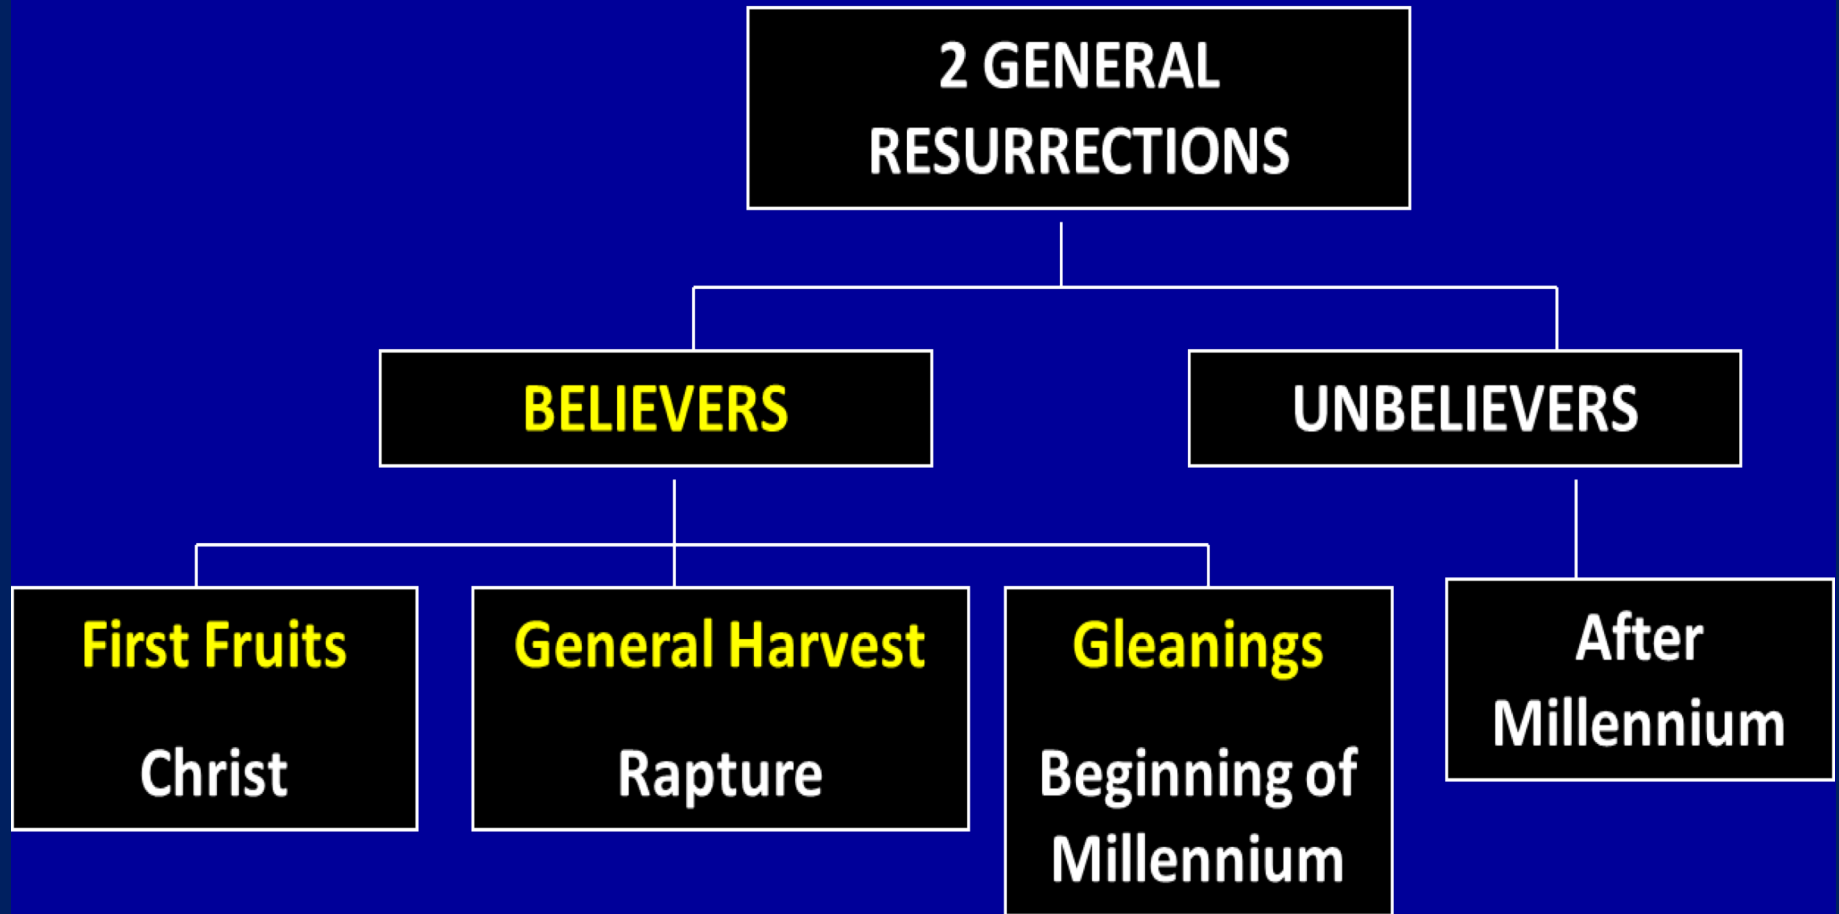 2 GENERAL
RESURRECTIONS
BELIEVERS
UNBELIEVERS
First Fruits
Christ
General Harvest
Rapture
Gleanings
Beginning of
Millennium
After
Millennium